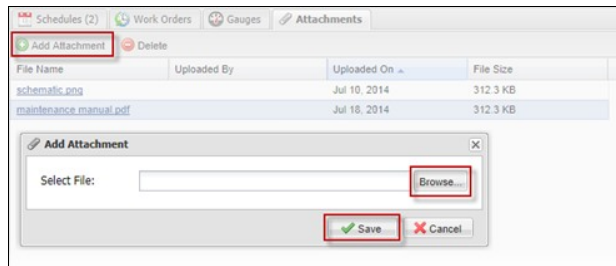 Schedules (2) Work Orders Gauges Attachments
Add Attachment Delete
File Name Uploaded By Uploaded On File Size
schematic.png Jul 10, 2014 312.3 KB
maintenance manual.pdf Jul 18, 2014 312.3 KB
Add Attachment
Select File: Browse...
Save Cancel